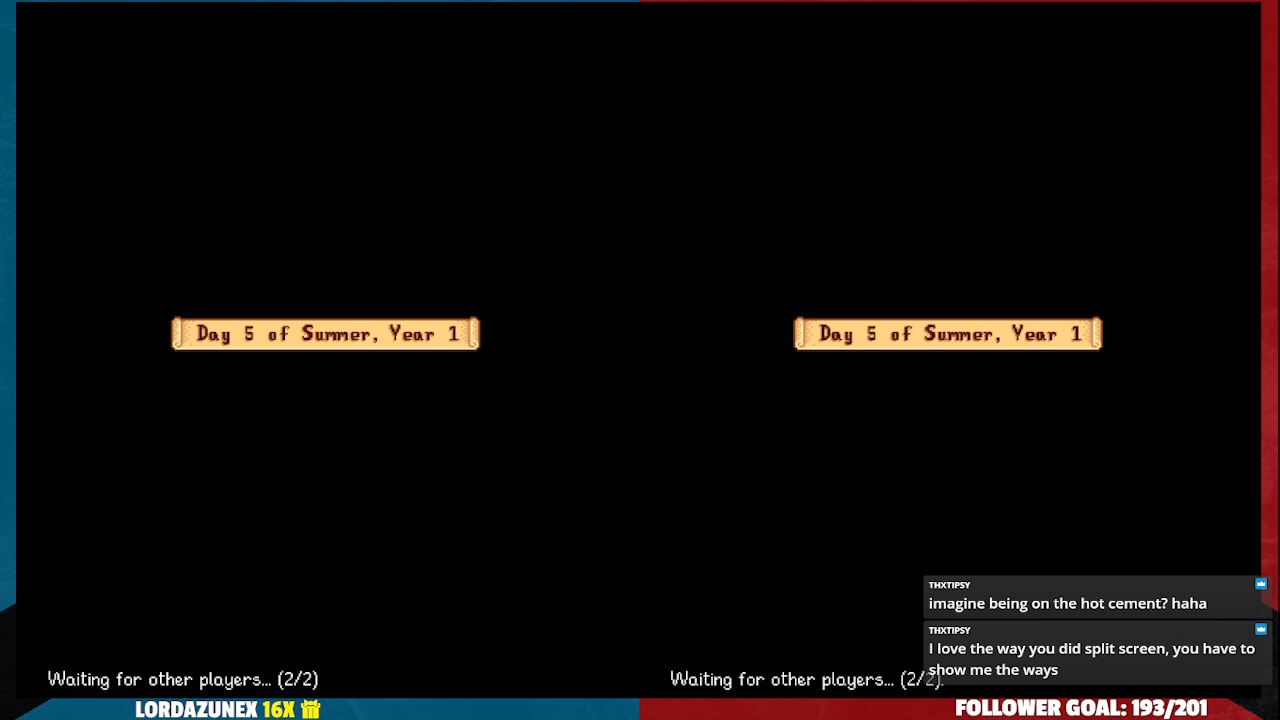 Day 5 of Summer, Year 1
Day 5 of Summer, Year 1
THXTIPSY
imagine being on the hot cement? haha
THXTIPSY
I love the way you did split screen, you have to
show me the ways
Waiting for other players... (2/2)
Waiting for other players... (2/2)
LORDAZUNEX 16X
FOLLOWER GOAL: 193/201